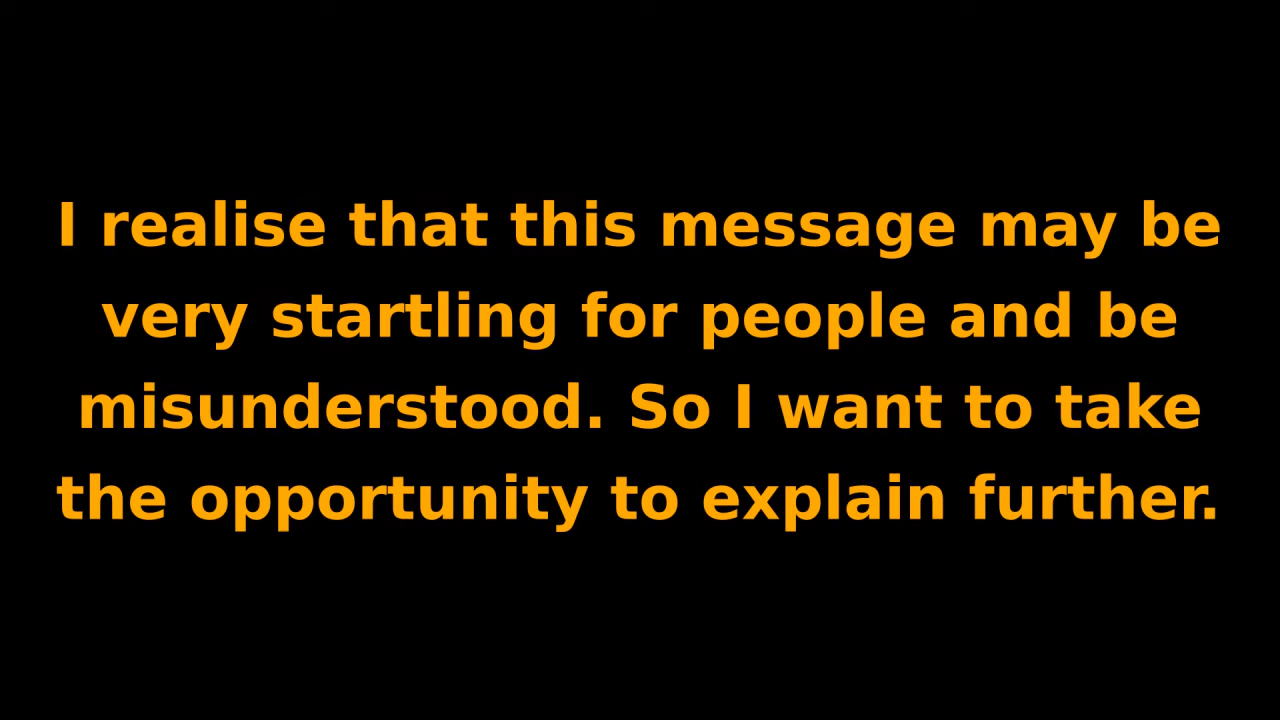 I realise that this message may be
very startling for people and be
misunderstood. So I want to take
the opportunity to explain further.